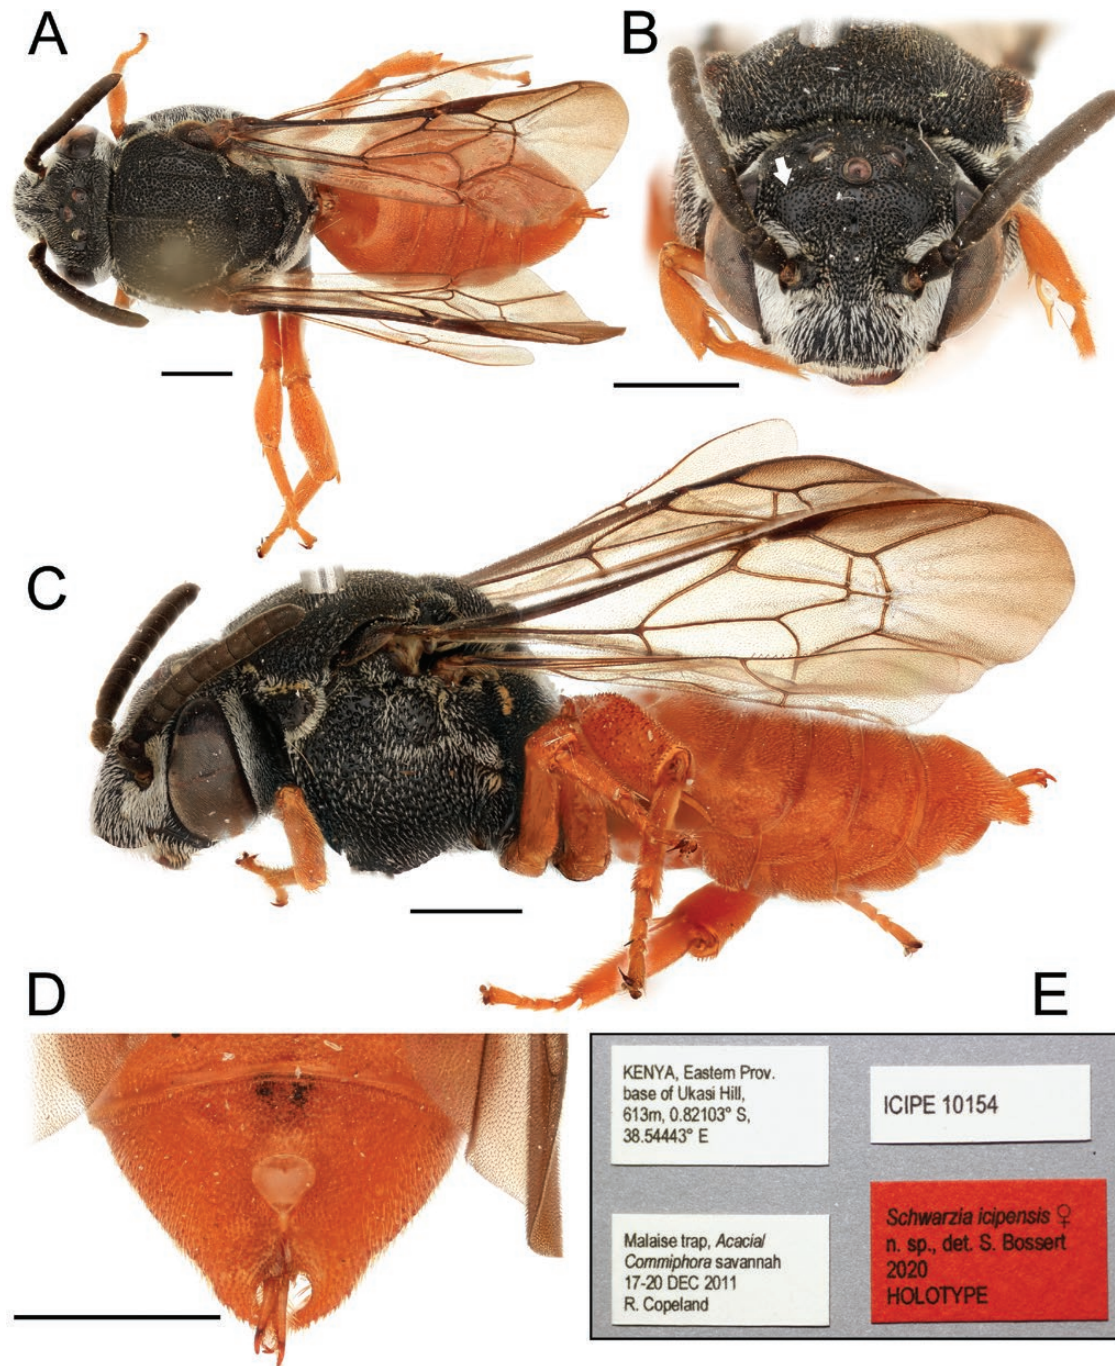 A
B
C
D
E
KENYA, Eastern Prov.
base of Ukasi Hill,
613m, 0.82103° S,
38.54443° E
ICIPE 10154
Malaise trap, Acacial
Commiphora savannah
17-20 DEC 2011
R. Copeland
Schwarzia icipensis ♀
n. sp., det. S. Bossert
2020
HOLOTYPE